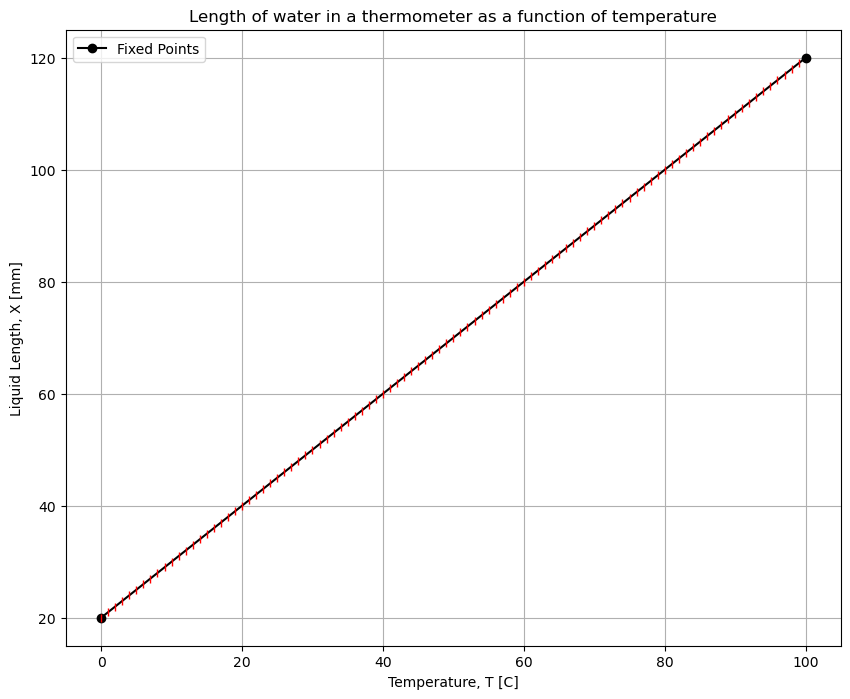 Length of water in a thermometer as a function of temperature
Fixed Points
120
100
80
60
40
20
Liquid Length, X [mm]
0 20 40 60 80 100
Temperature, T [C]